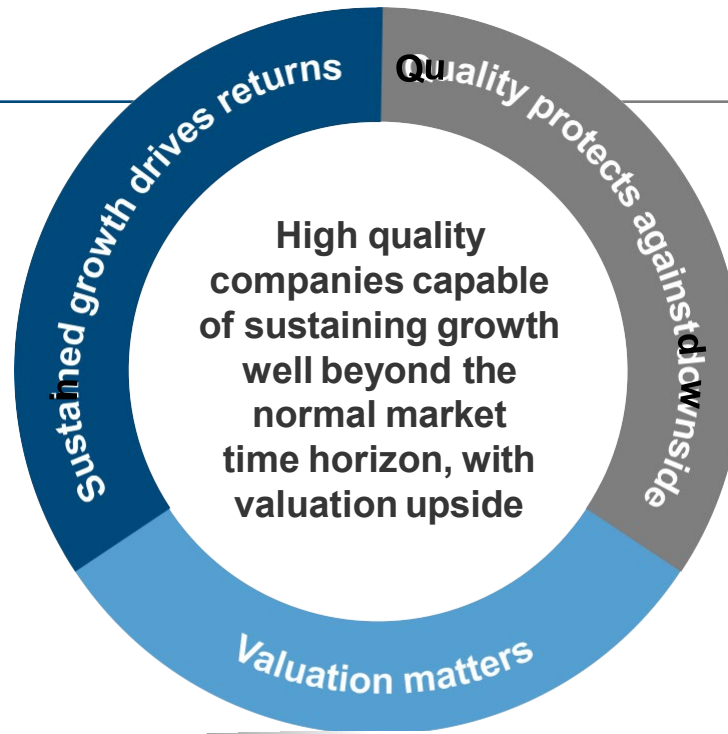 Sustained growth drives returns
Quality protects against downside
High quality
companies capable
of sustaining growth
well beyond the
normal market
time horizon, with
valuation upside
Valuation matters